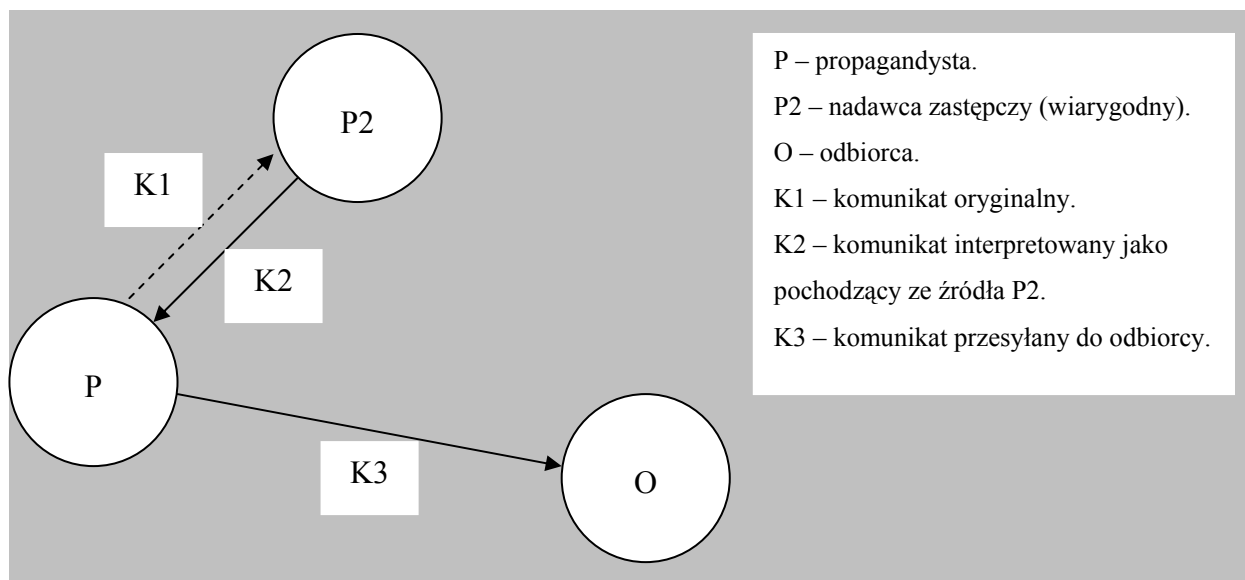 P2
K1
K2
P
K3
O
P – propagandysta.
P2 – nadawca zastępczy (wiarygodny).
O – odbiorca.
K1 – komunikat oryginalny.
K2 – komunikat interpretowany jako
pochodzący ze źródła P2.
K3 – komunikat przesyłany do odbiorcy.